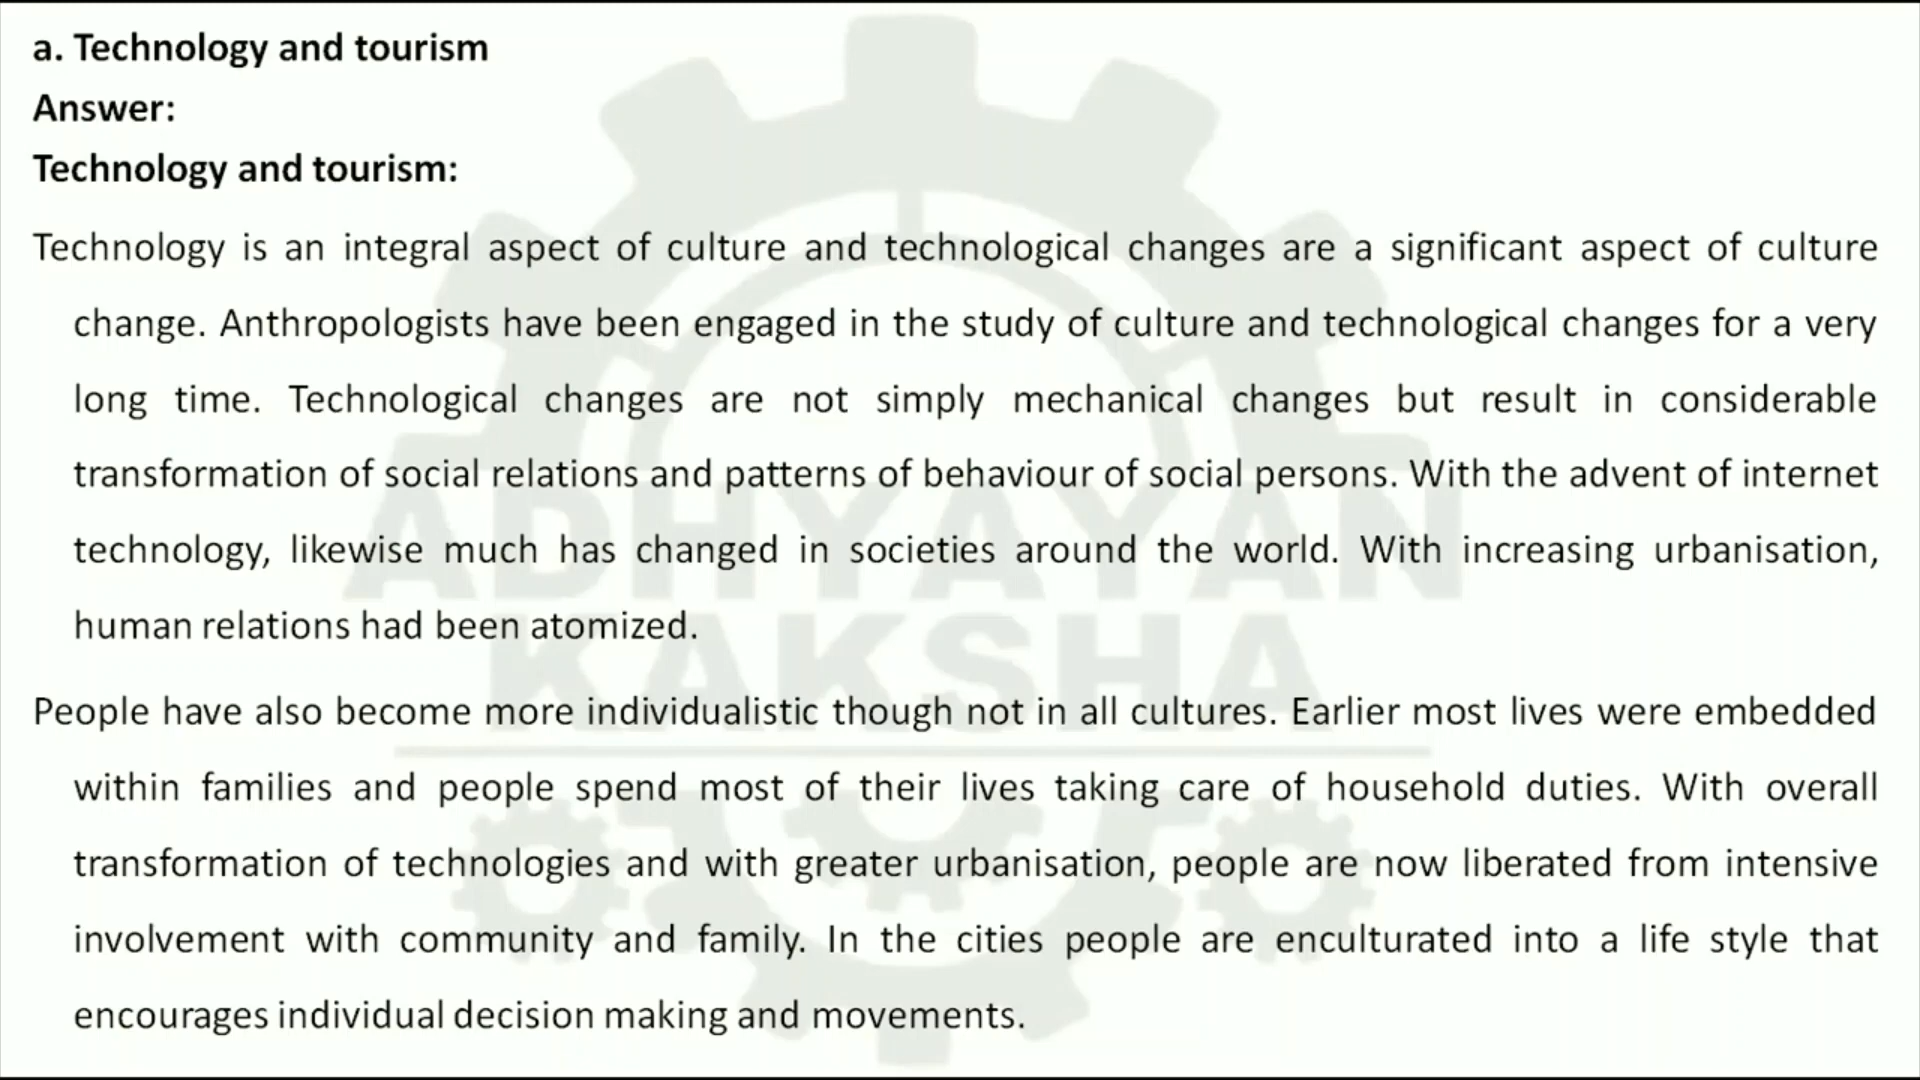 a. Technology and tourism
Answer:
Technology and tourism:
Technology is an integral aspect of culture and technological changes are a significant aspect of culture
change. Anthropologists have been engaged in the study of culture and technological changes for a very
long time. Technological changes are not simply mechanical changes but result in considerable
transformation of social relations and patterns of behaviour of social persons. With the advent of internet
technology, likewise much has changed in societies around the world. With increasing urbanisation,
human relations had been atomized.
People have also become more individualistic though not in all cultures. Earlier most lives were embedded
within families and people spend most of their lives taking care of household duties. With overall
transformation of technologies and with greater urbanisation, people are now liberated from intensive
involvement with community and family. In the cities people are enculturated into a life style that
encourages individual decision making and movements.
ADHYAYAN
KAKSHA